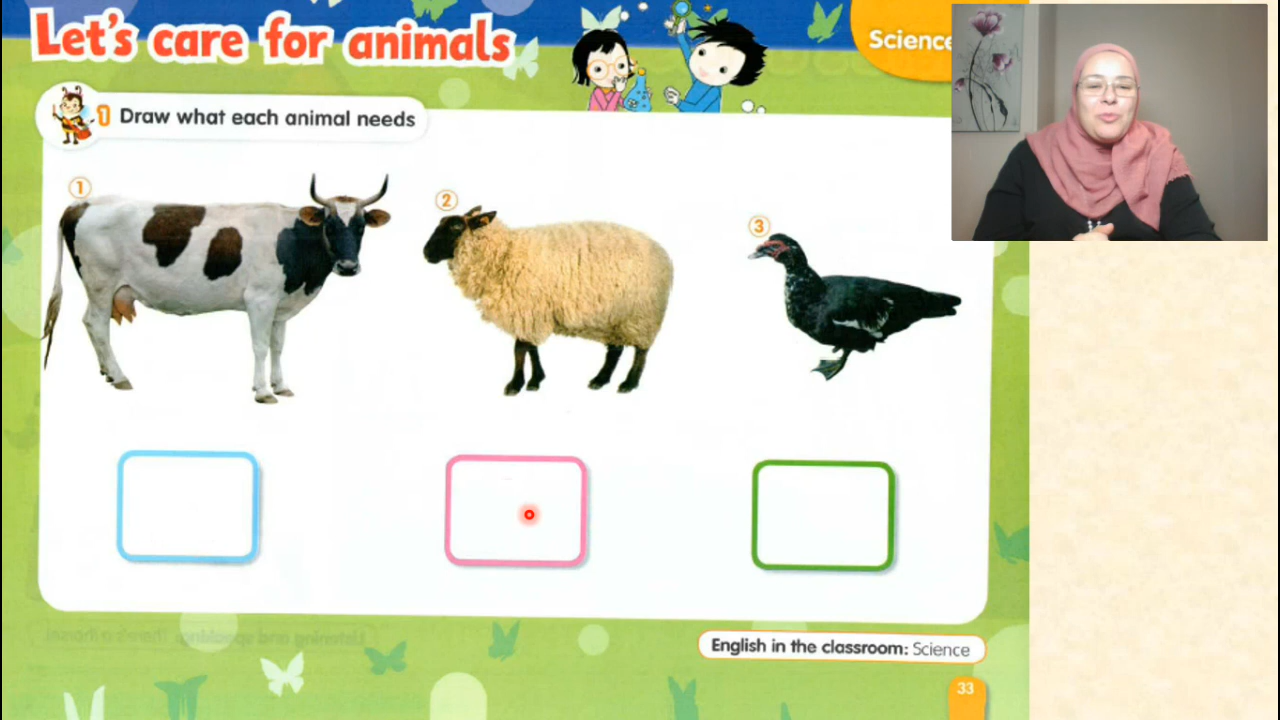 Let's care for animals
Science
1 Draw what each animal needs
1
2
3
English in the classroom: Science
33